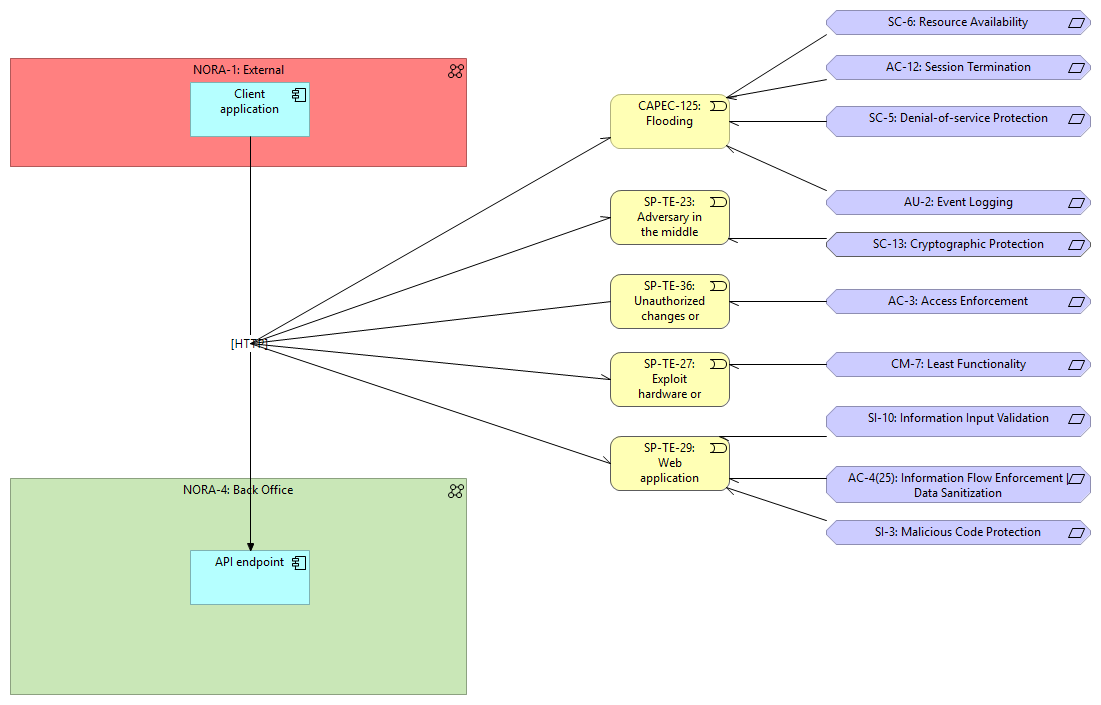 NORA-1: External
Client
application
[HTTP]
NORA-4: Back Office
API endpoint
CAPEC-125:
Flooding
SP-TE-23:
Adversary in
the middle
SP-TE-36:
Unauthorized
changes or
SP-TE-27:
Exploit
hardware or
SP-TE-29:
Web
application
SC-6: Resource Availability
AC-12: Session Termination
SC-5: Denial-of-service Protection
AU-2: Event Logging
SC-13: Cryptographic Protection
AC-3: Access Enforcement
CM-7: Least Functionality
SI-10: Information Input Validation
AC-4(25): Information Flow Enforcement |
Data Sanitization
SI-3: Malicious Code Protection